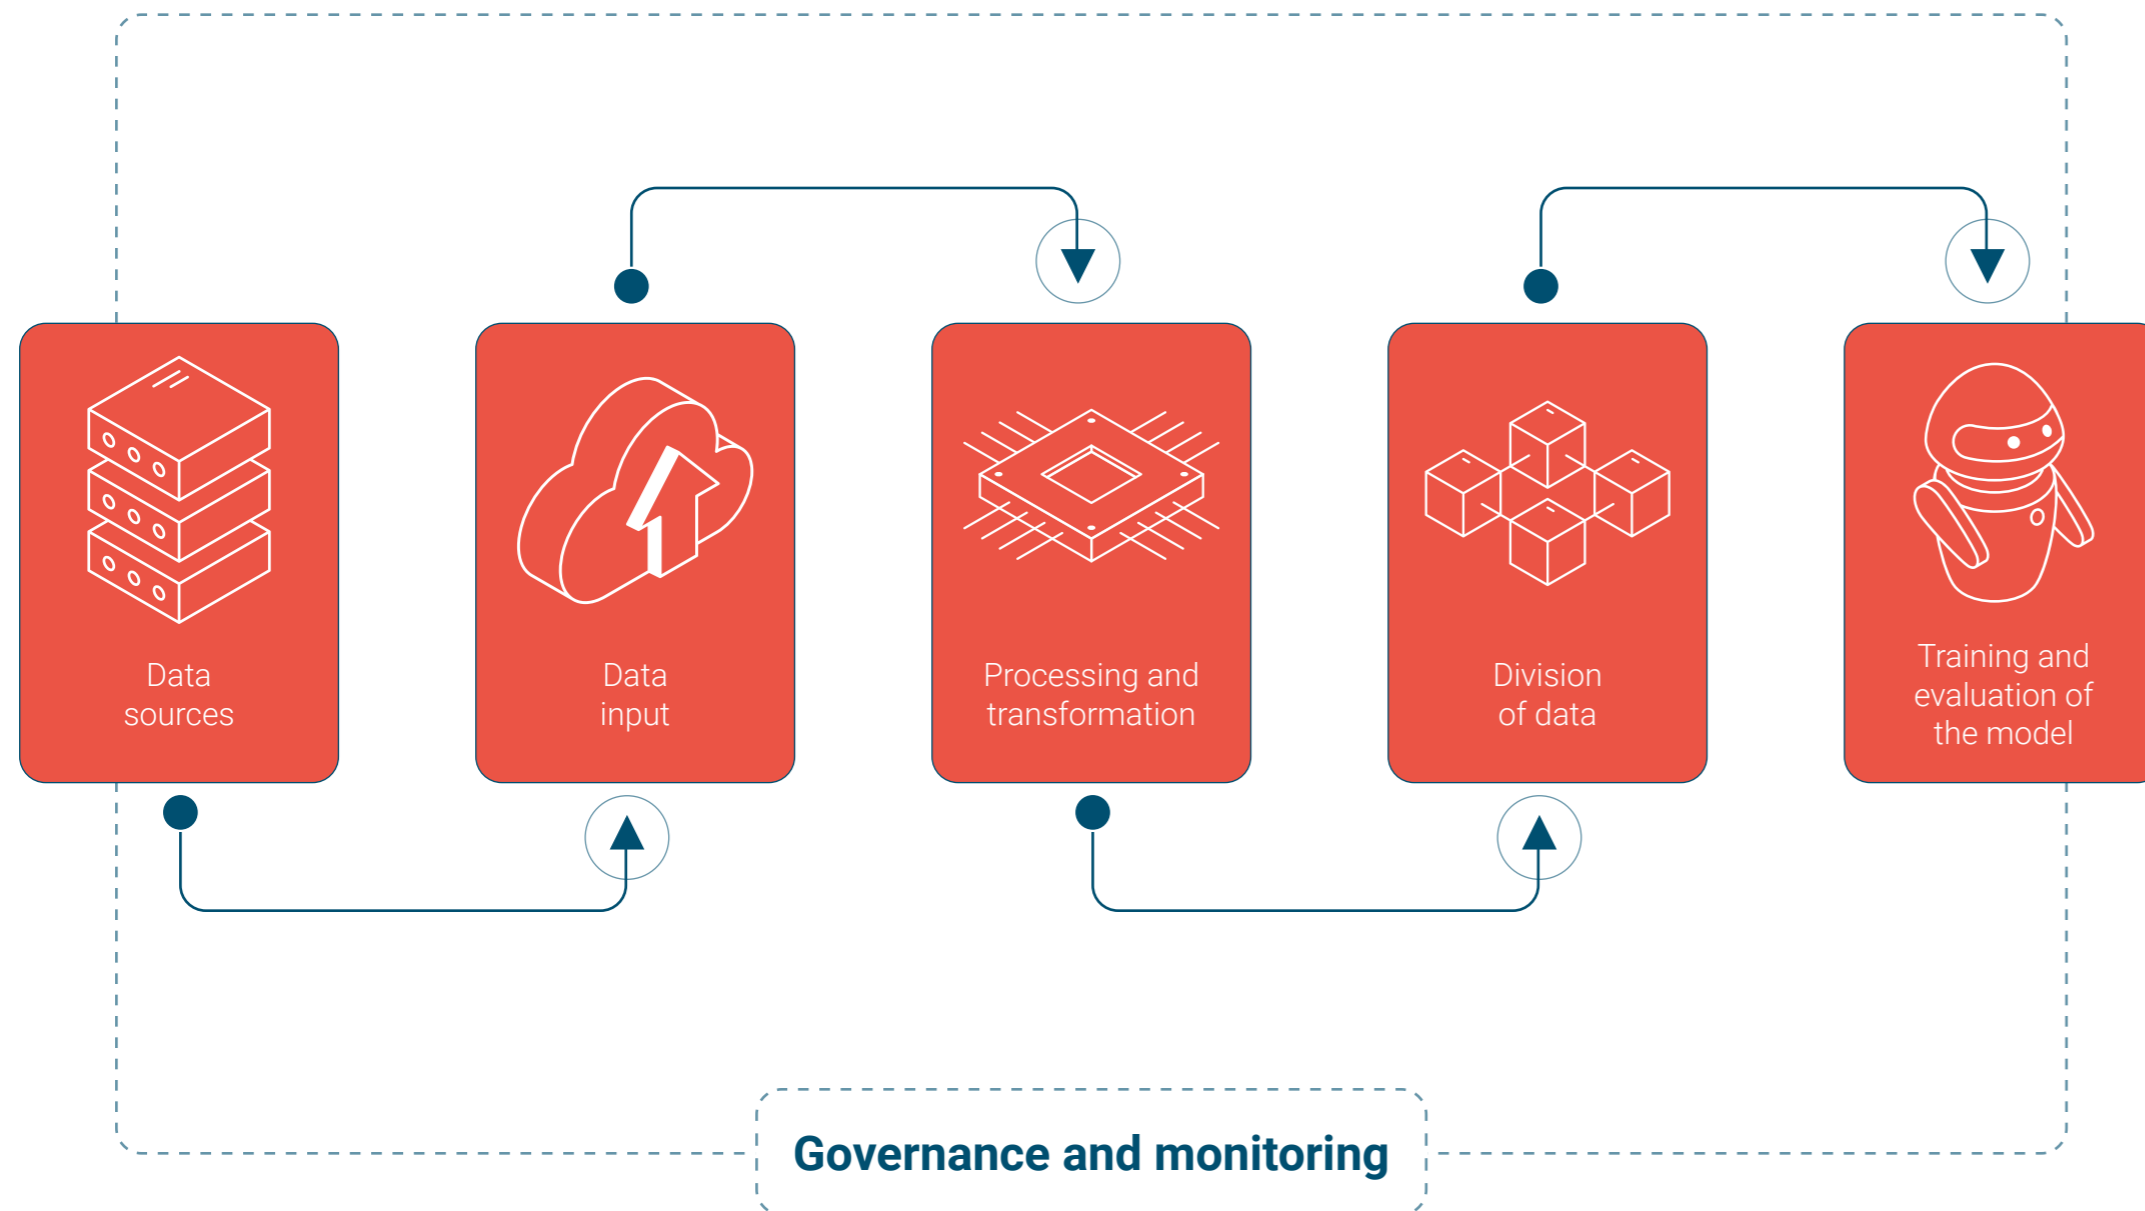 Data
sources
Data
input
Processing and
transformation
Division
of data
Training and
evaluation of
the model
Governance and monitoring